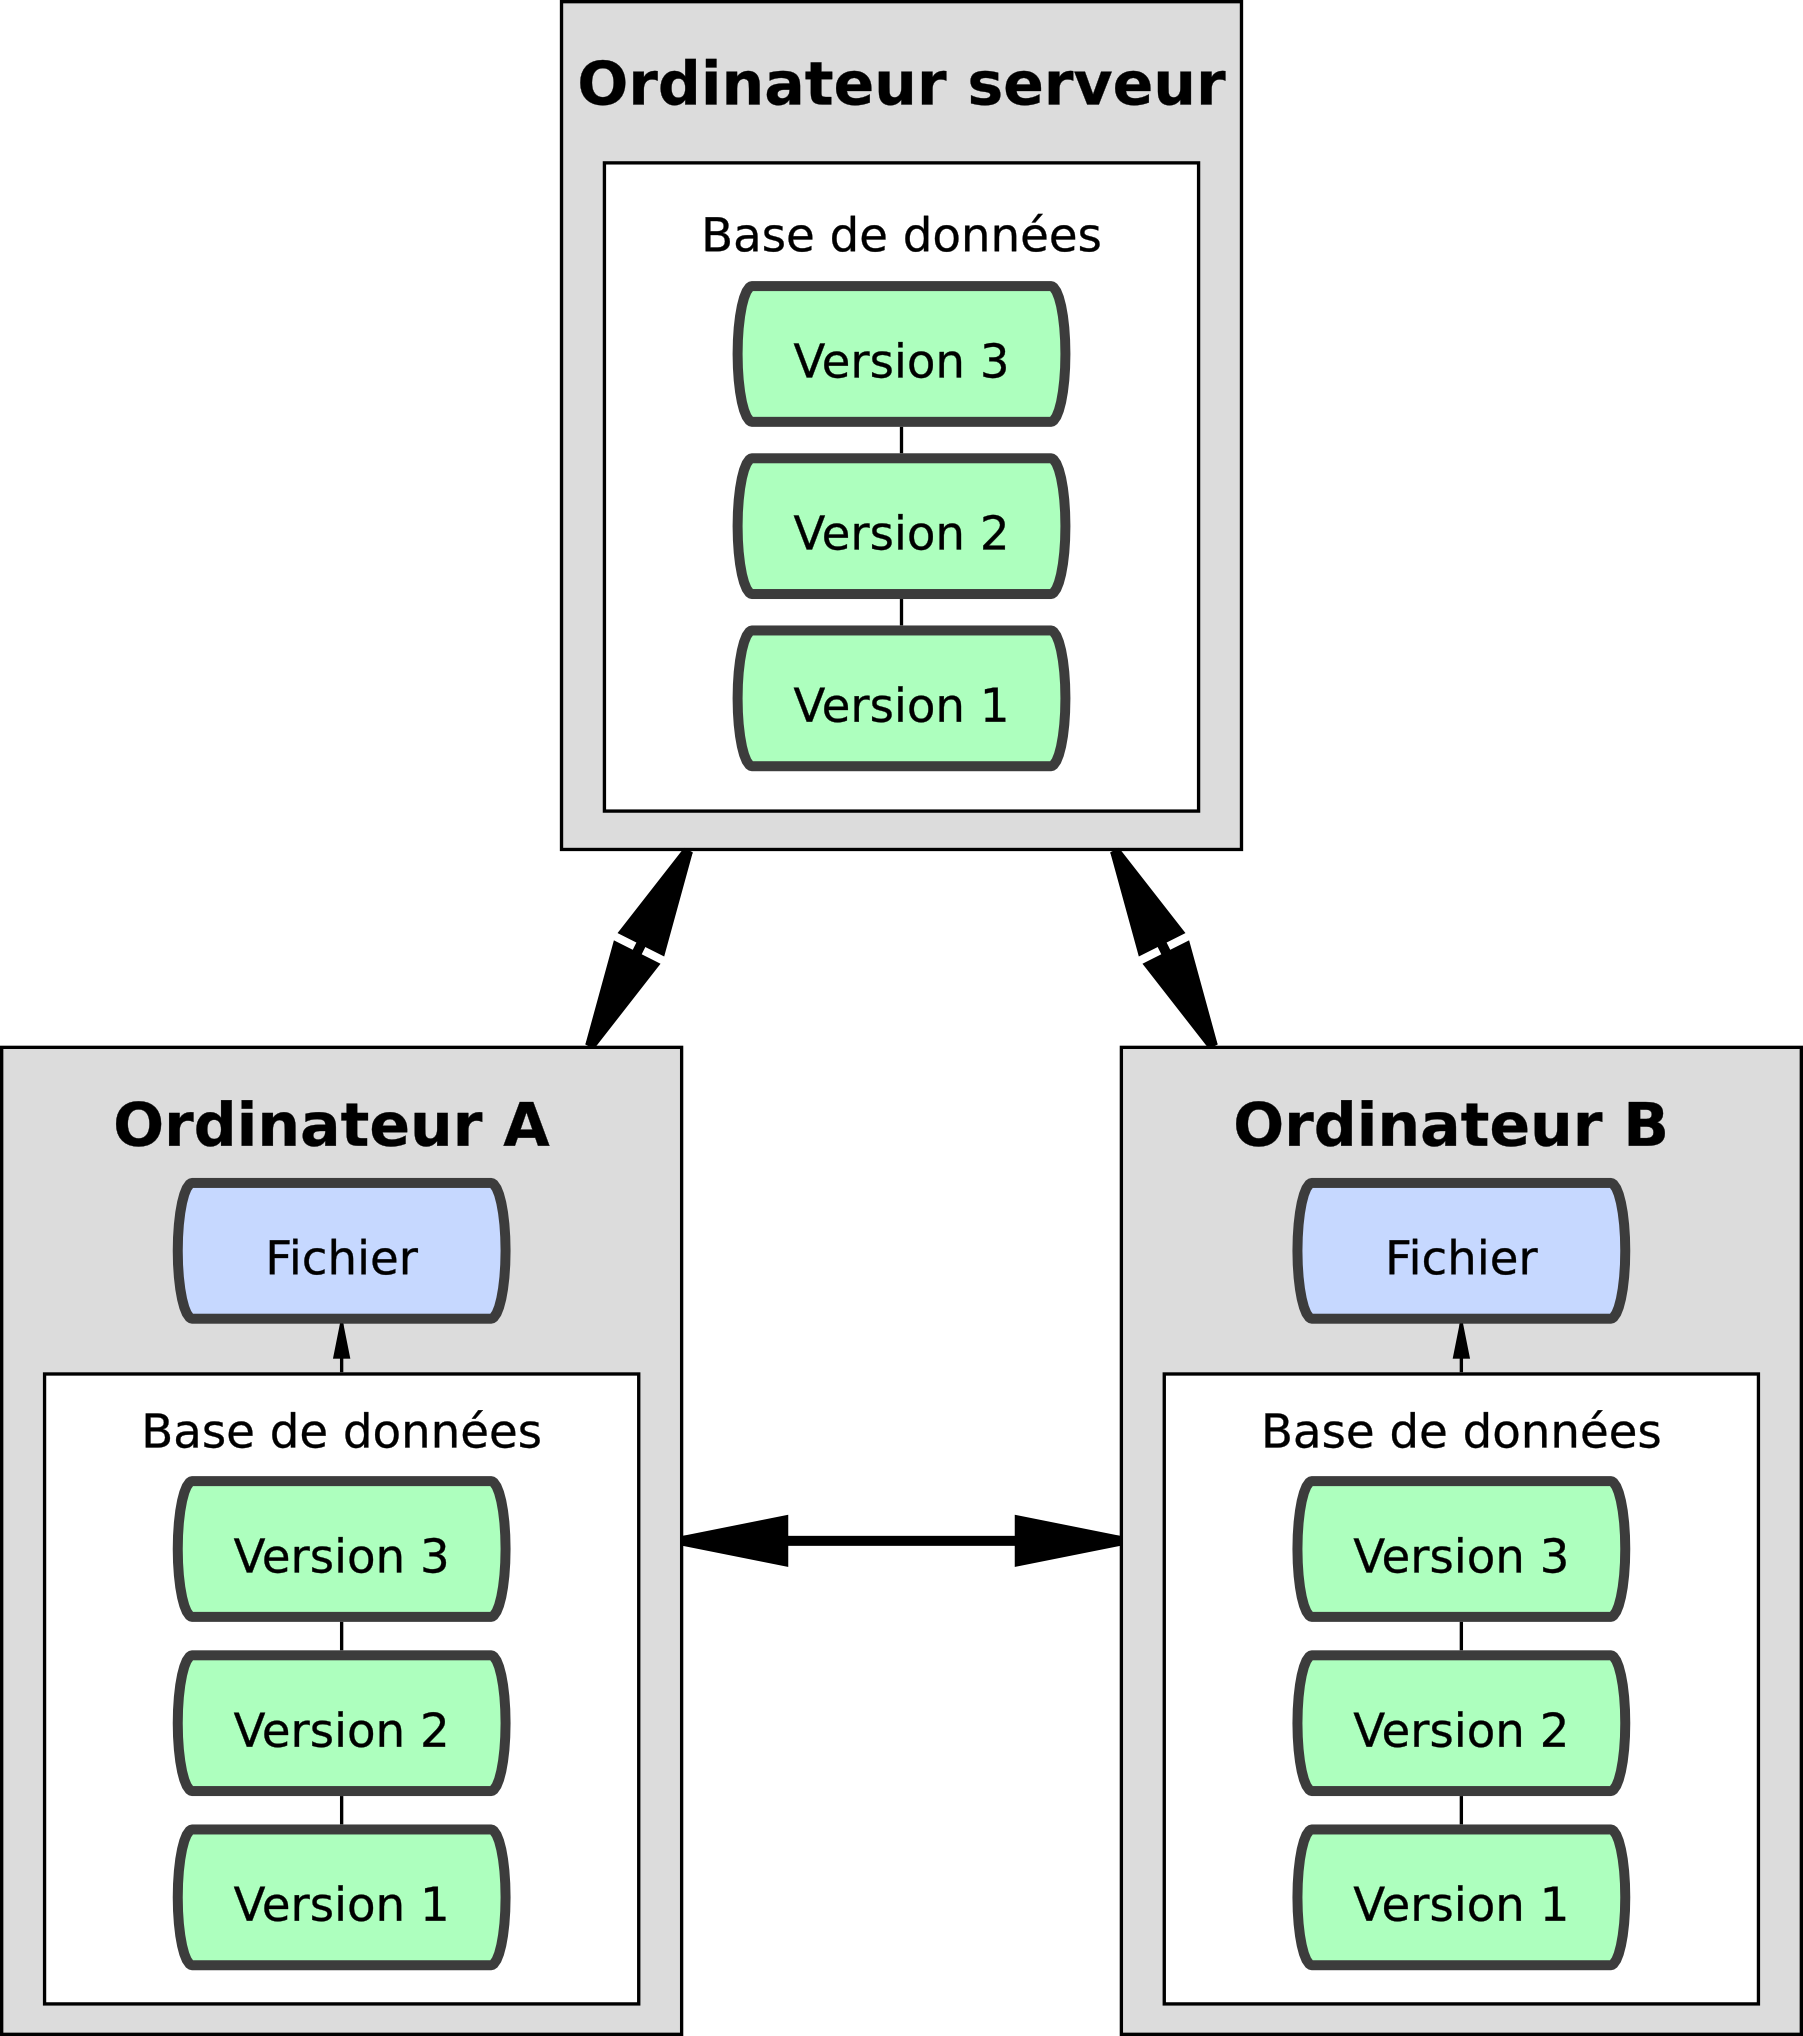 Ordinateur serveur
Base de données
Version 3
Version 2
Version 1
Ordinateur A
Fichier
Base de données
Version 3
Version 2
Version 1
Ordinateur B
Fichier
Base de données
Version 3
Version 2
Version 1